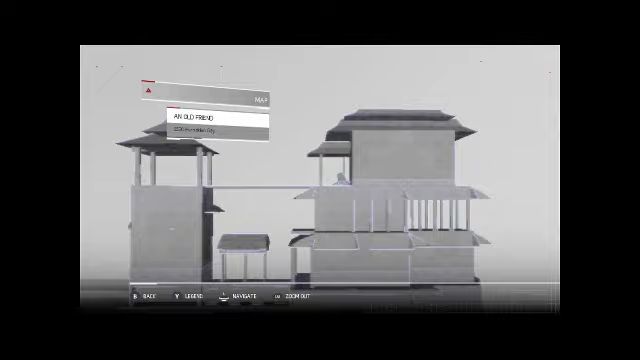 MAP
AN OLD FRIEND
BACK
Y LEGEND
NAVIGATE
ZOOM OUT